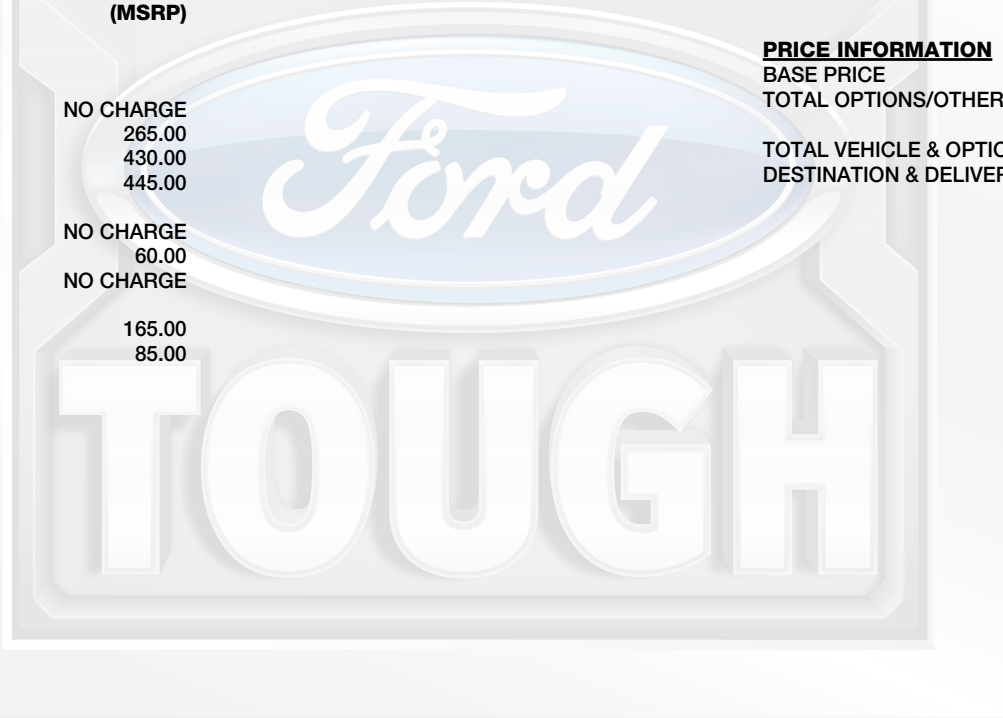 (MSRP)
NO CHARGE
265.00
430.00
445.00
NO CHARGE
60.00
NO CHARGE
165.00
85.00
PRICE INFORMATION
BASE PRICE
TOTAL OPTIONS/OTHER
TOTAL VEHICLE & OPTIO
DESTINATION & DELIVER
Ford
TOUGH